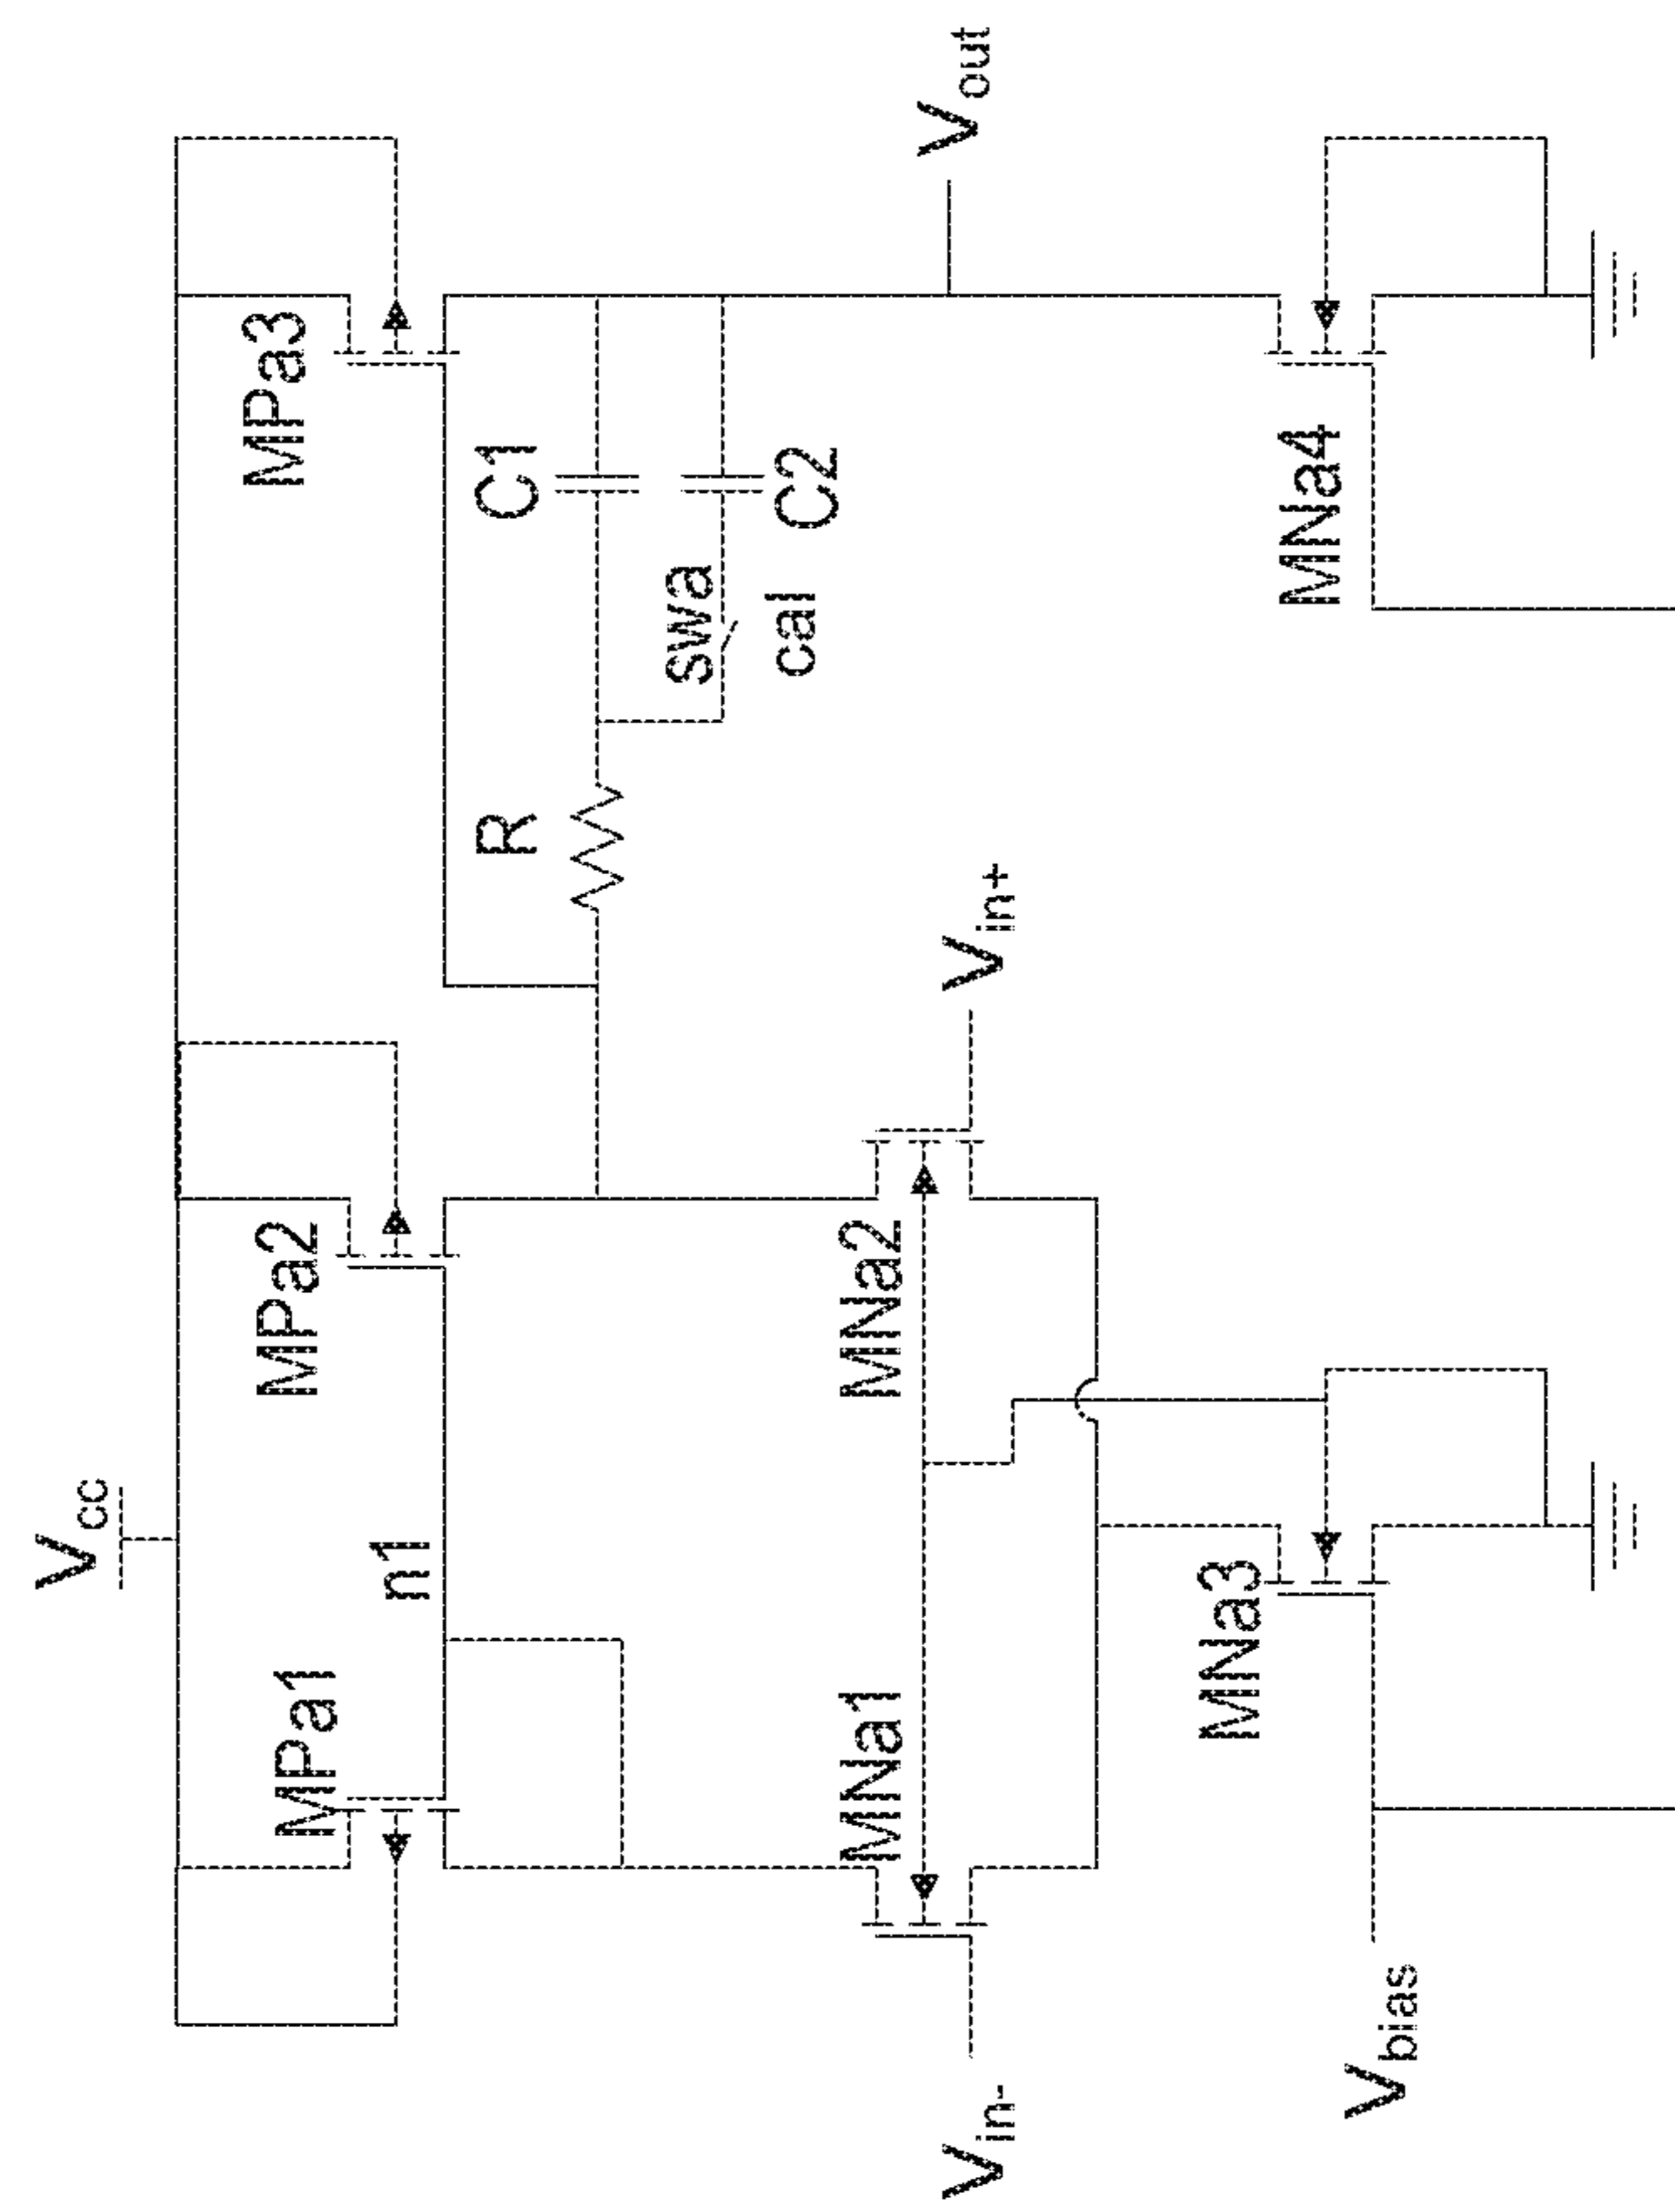 Vcc
MPa1
MPa2
MPa3
n1
R
C1
swa
cal
C2
MNa1
MNa2
Vin-
Vin+
Vout
MNa3
MNa4
Vbias